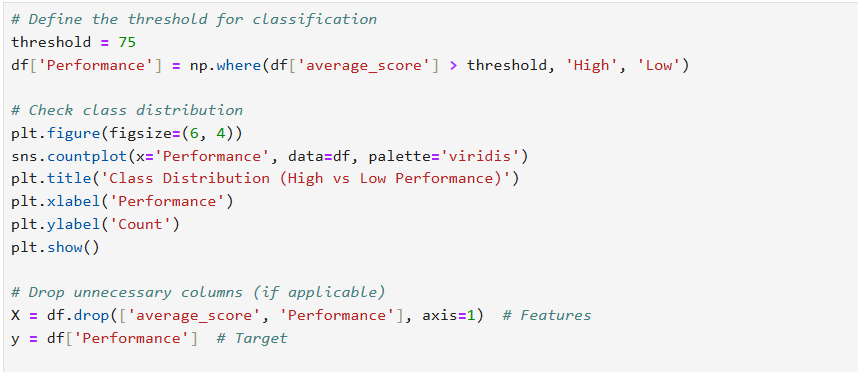 # Define the threshold for classification
threshold = 75
df['Performance'] = np.where(df['average_score'] > threshold, 'High', 'Low')
# Check class distribution
plt.figure(figsize=(6, 4))
sns.countplot(x='Performance', data=df, palette='viridis')
plt.title('Class Distribution (High vs Low Performance)')
plt.xlabel('Performance')
plt.ylabel('Count')
plt.show()
# Drop unnecessary columns (if applicable)
X = df.drop(['average_score', 'Performance'], axis=1)  # Features
y = df['Performance']  # Target